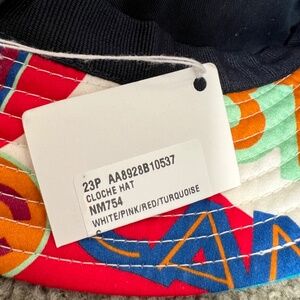 23P AA8928B10537
CLOCHE HAT
NM754
WHITE/PINK/RED/TURQUOISE